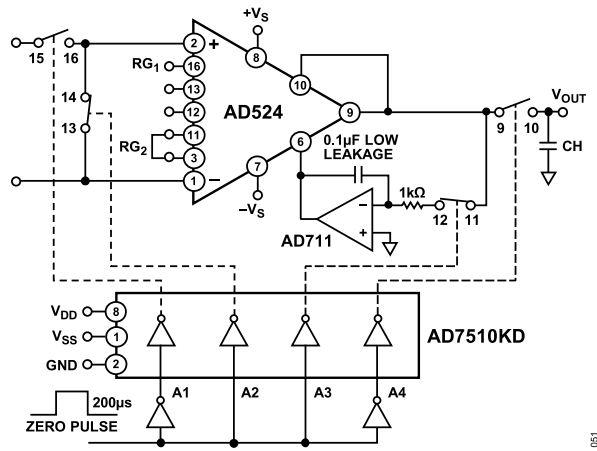 +VS
15 16
2 +
8
RG1 16
14
13
10
13
12
AD524
9
VOUT
9 10
11
RG2
3
6
0.1µF LOW
LEAKAGE
CH
1 –
7
–VS
1kΩ
–
+
12 11
AD711
VDD 8
VSS 1
GND 2
AD7510KD
A1 A2 A3 A4
200µs
ZERO PULSE
051